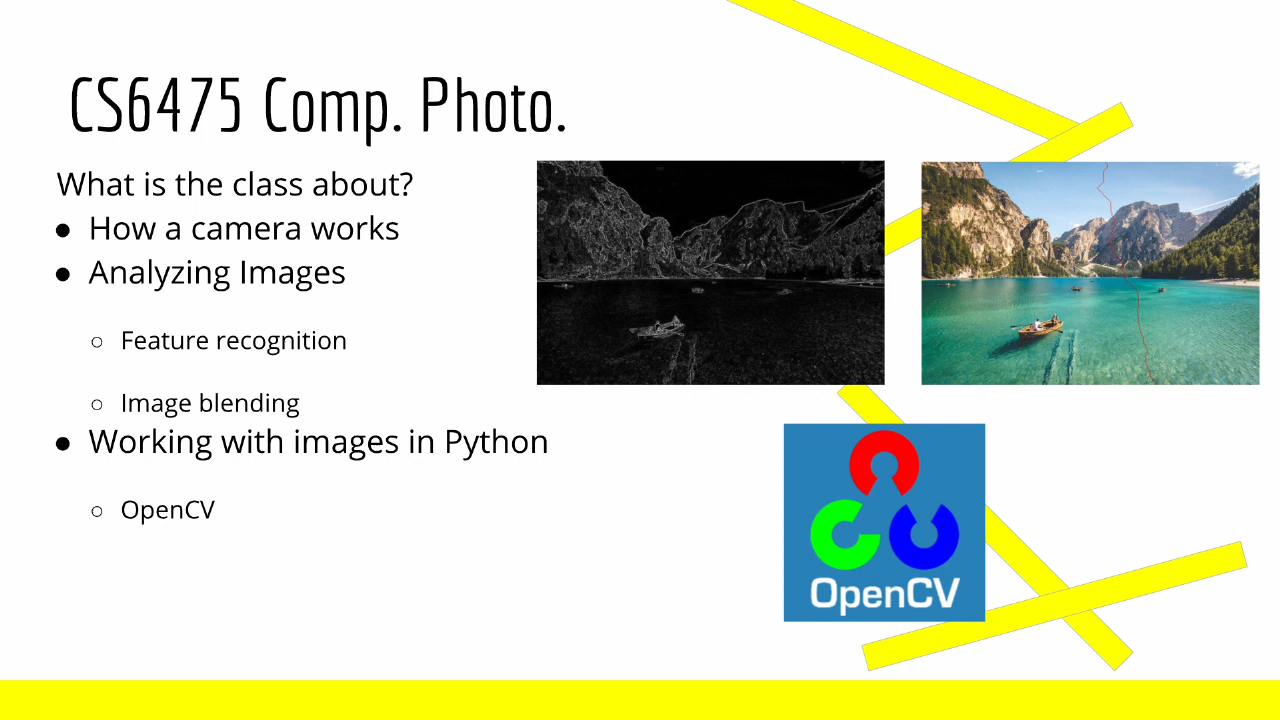 CS6475 Comp. Photo.
What is the class about?
● How a camera works
● Analyzing Images
○ Feature recognition
○ Image blending
● Working with images in Python
○ OpenCV
OpenCV